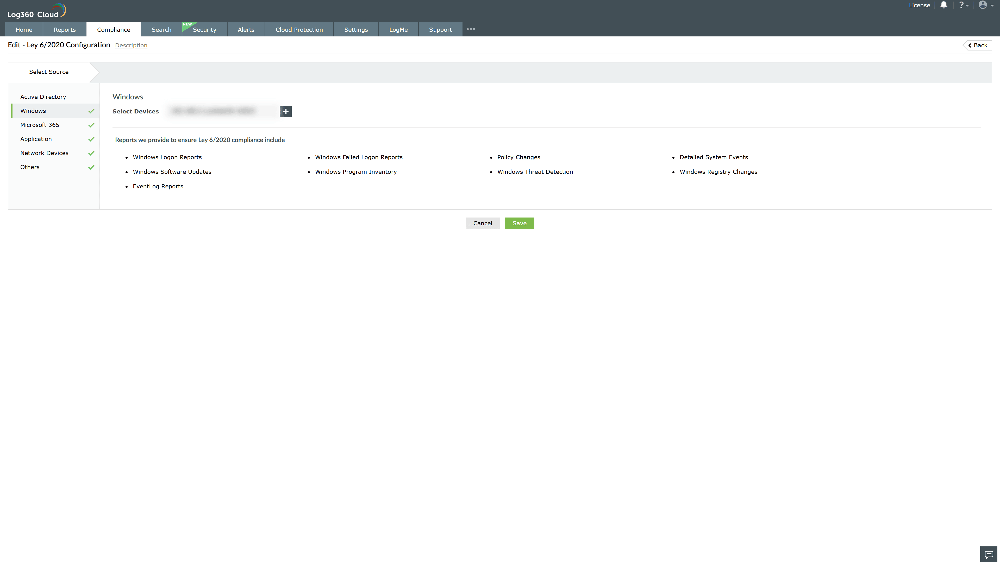 License
Log360 Cloud
Home Reports Compliance Search NEW Security Alerts Cloud Protection Settings LogMe Support
Edit - Ley 6/2020 Configuration Description
Back
Select Source
Active Directory
Windows
Microsoft 365
Application
Network Devices
Others
Windows
Select Devices
Reports we provide to ensure Ley 6/2020 compliance include
Windows Logon Reports Windows Failed Logon Reports Policy Changes Detailed System Events
Windows Software Updates Windows Program Inventory Windows Threat Detection Windows Registry Changes
EventLog Reports
Cancel Save